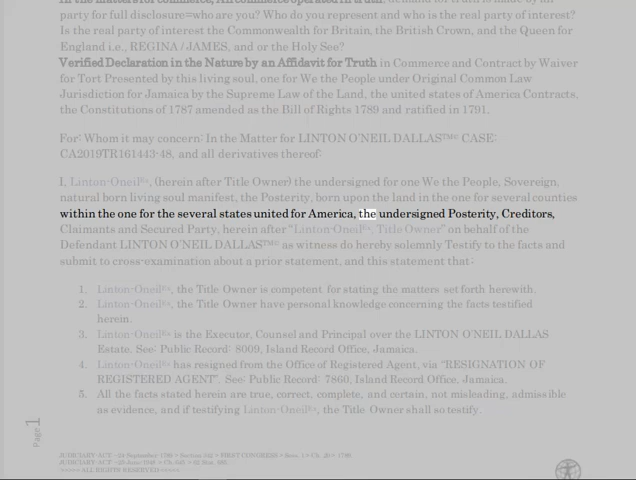 party for full disclosure=who are you? Who do you represent and who is the real party of interest?
Is the real party of interest the Commonwealth for Britain, the British Crown, and the Queen for
England i.e., REGINA / JAMES, and or the Holy See?
Verified Declaration in the Nature by an Affidavit for Truth in Commerce and Contract by Waiver
for Tort Presented by this living soul, one for We the People under Original Common Law
Jurisdiction for Jamaica by the Supreme Law of the Land, the united states of America Contracts,
the Constitutions of 1787 amended as the Bill of Rights 1789 and ratified in 1791.
For: Whom it may concern: In the Matter for LINTON O'NEIL DALLAS™© CASE:
CA2019TR161443-48, and all derivatives thereof:
I, Linton-Oneil, (herein after Title Owner) the undersigned for one We the People, Sovereign,
natural born living soul manifest, the Posterity, born upon the land in the one for several counties
within the one for the several states united for America, the undersigned Posterity, Creditors,
Claimants and Secured Party, herein after "Linton-Oneil, Title Owner" on behalf of the
Defendant LINTON O'NEIL DALLAS™© as witness do hereby solemnly Testify to the facts and
submit to cross-examination about a prior statement, and this statement that:
1. Linton-Oneil, the Title Owner is competent for stating the matters set forth herewith.
2. Linton-Oneil, the Title Owner have personal knowledge concerning the facts testified
herein.
3. Linton-Oneil is the Executor, Counsel and Principal over the LINTON O'NEIL DALLAS
Estate. See: Public Record: 8009, Island Record Office, Jamaica.
4. Linton-Oneil has resigned from the Office of Registered Agent, via "RESIGNATION OF
REGISTERED AGENT". See: Public Record: 7860, Island Record Office, Jamaica.
5. All the facts stated herein are true, correct, complete, and certain, not misleading, admissible
as evidence, and if testifying Linton-Oneil, the Title Owner shall so testify.
Page 1
JUDICIARY ACT
JUDICIARY ACT
ALL RIGHTS RESERVED